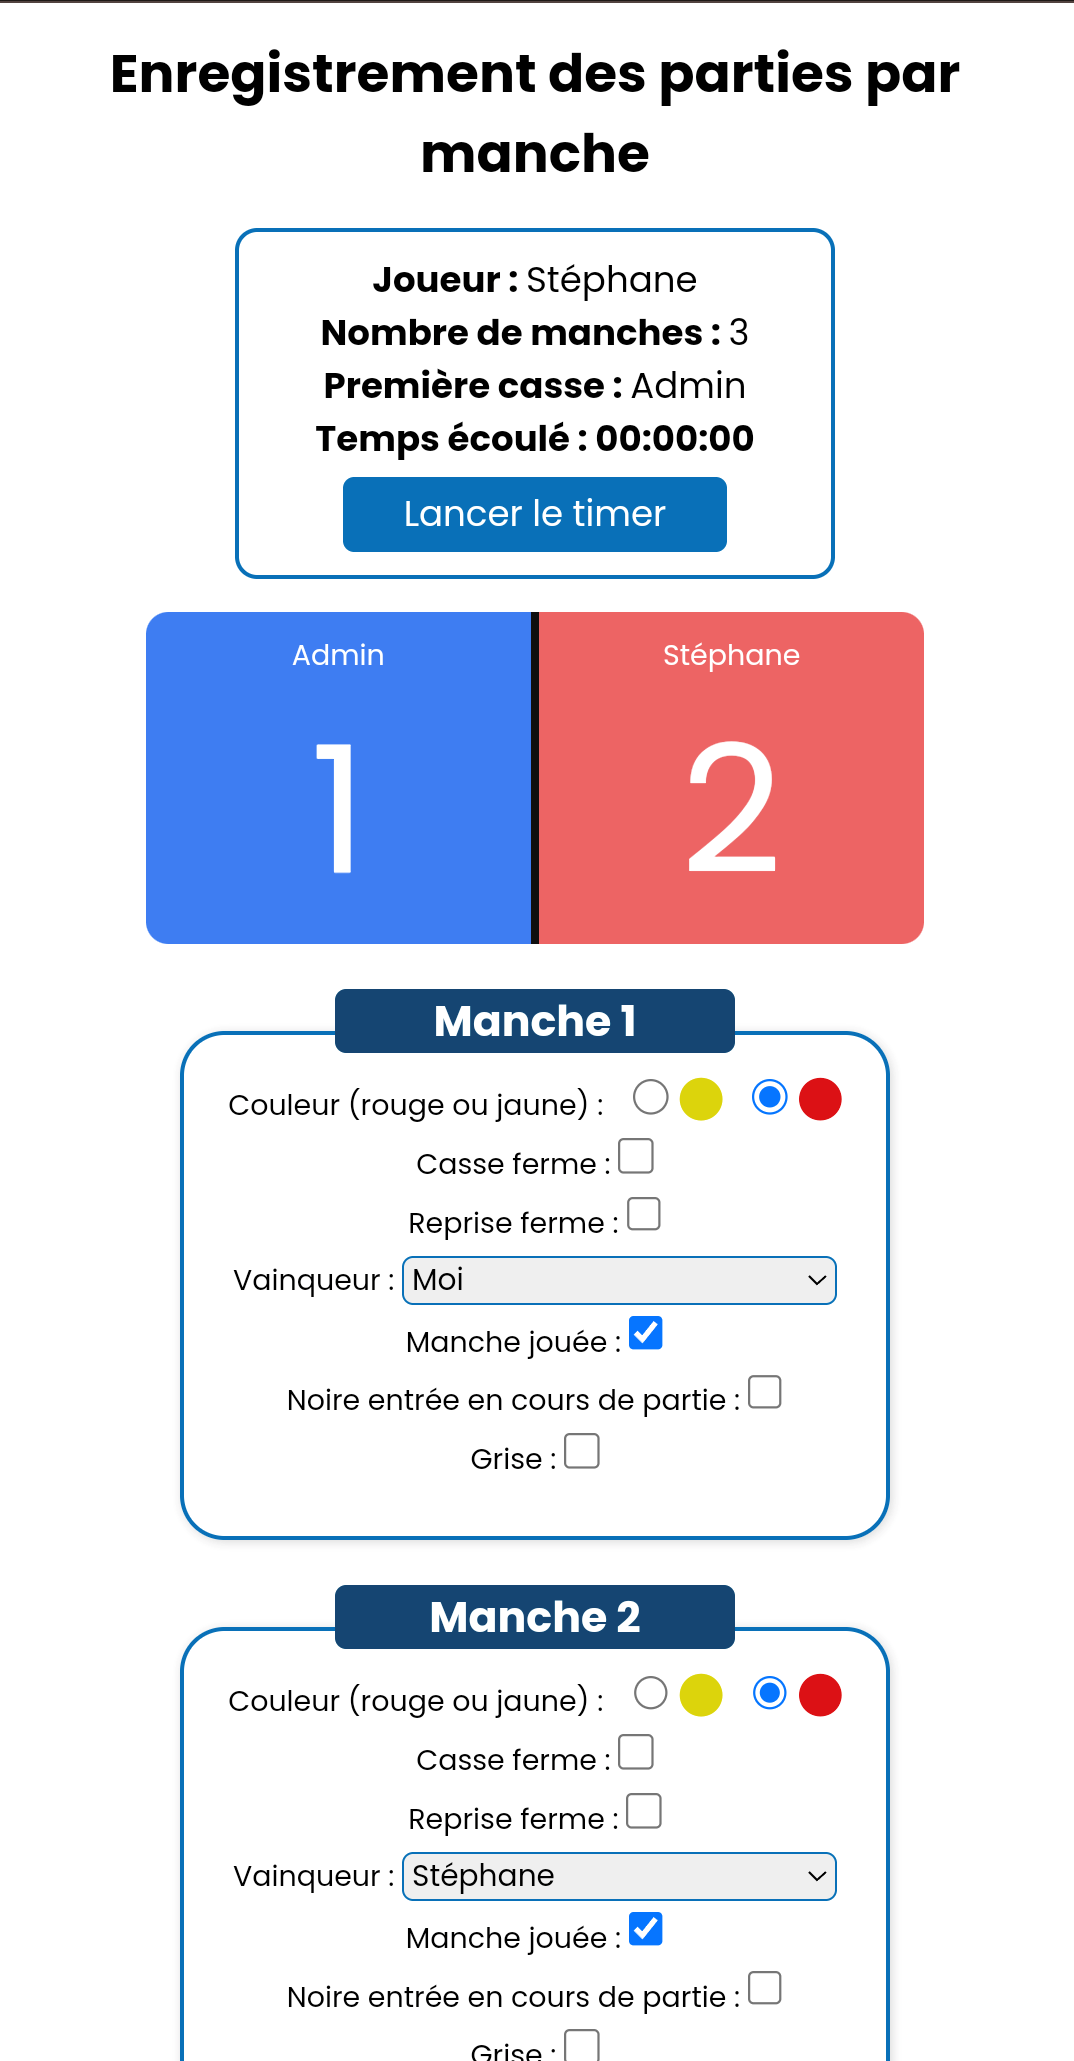 Enregistrement des parties par
manche
Joueur : Stéphane
Nombre de manches : 3
Première casse : Admin
Temps écoulé : 00:00:00
Lancer le timer
Admin
Stéphane
1
2
Manche 1
Couleur (rouge ou jaune) :
Casse ferme :
Reprise ferme :
Vainqueur : Moi
Manche jouée :
Noire entrée en cours de partie :
Grise :
Manche 2
Couleur (rouge ou jaune) :
Casse ferme :
Reprise ferme :
Vainqueur : Stéphane
Manche jouée :
Noire entrée en cours de partie :
Grise :